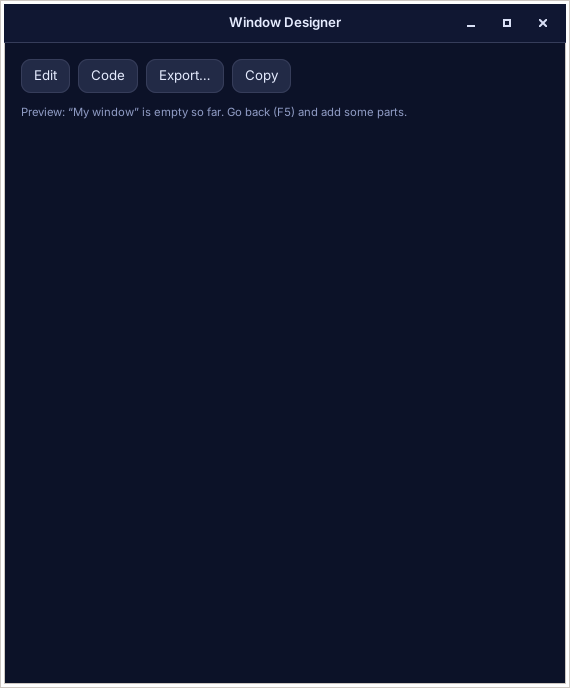 Window Designer
Edit Code Export... Copy
Preview: “My window” is empty so far. Go back (F5) and add some parts.